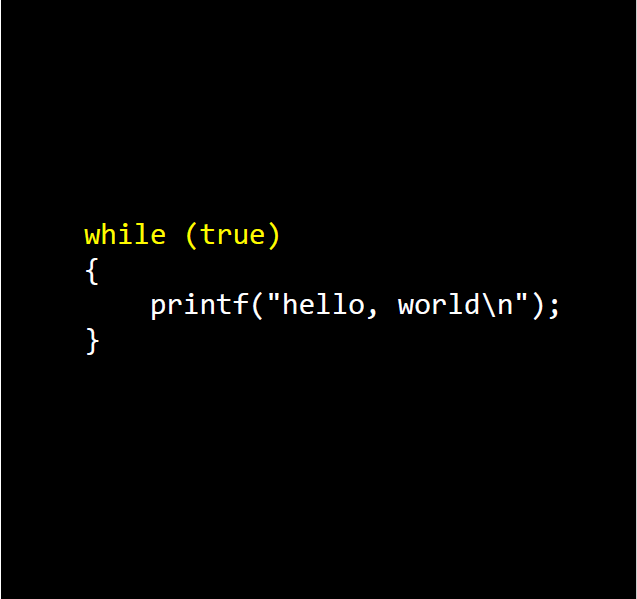 while (true)
{
    printf("hello, world\n");
}